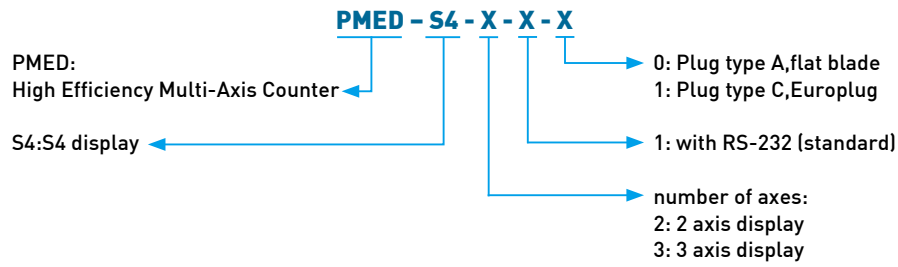 PMED – S4 - X - X - X
PMED:
High Efficiency Multi-Axis Counter
S4:S4 display
0: Plug type A,flat blade
1: Plug type C,Europlug
1: with RS-232 (standard)
number of axes:
2: 2 axis display
3: 3 axis display